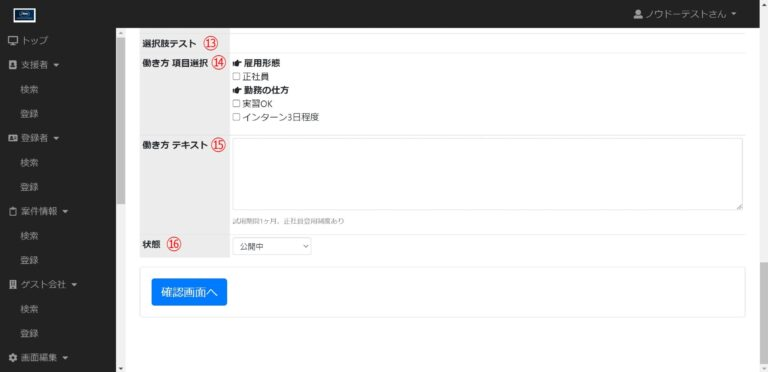 ノウドーテストさん
トップ
支援者
検索
登録
登録者
検索
登録
案件情報
検索
登録
ゲスト会社
検索
登録
画面編集
選択肢テスト ⑬
働き方 項目選択 ⑭
雇用形態
正社員
勤務の仕方
実習OK
インターン3日程度
働き方 テキスト ⑮
試用期間1ヶ月、正社員登用制度あり
状態 ⑯
公開中
確認画面へ